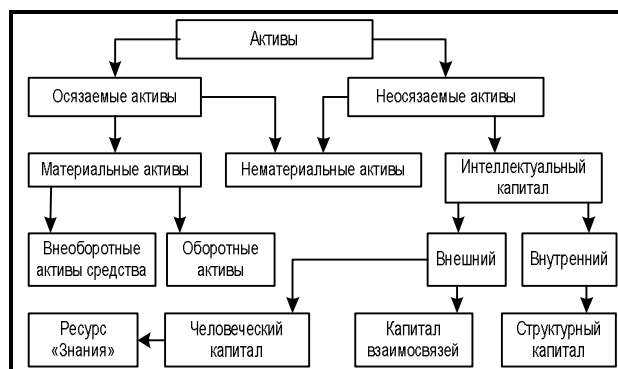 Активы
Осязаемые активы
Неосязаемые активы
Материальные активы
Нематериальные активы
Интеллектуальный
капитал
Внеоборотные
активы средства
Оборотные
активы
Внешний
Внутренний
Ресурс
«Знания»
Человеческий
капитал
Капитал
взаимосвязей
Структурный
капитал